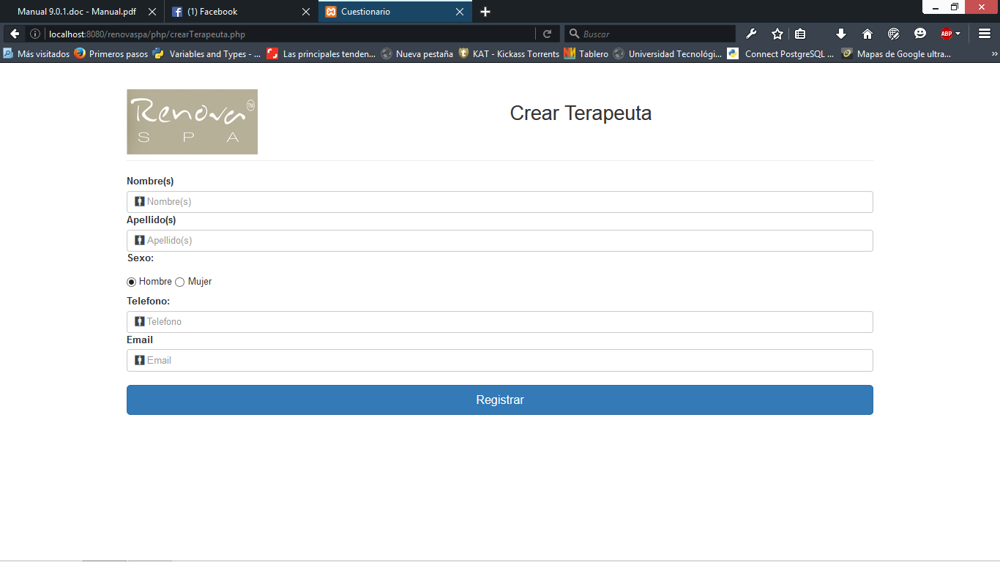 Manual 9.0.1.doc - Manual.pdf
(1) Facebook
Cuestionario
localhost:8080/renovaspa/php/crearTerapeuta.php
Buscar
ABP
Más visitados
Primeros pasos
Variables and Types - ...
Las principales tenden...
Nueva pestaña
KAT - Kickass Torrents
Tablero
Universidad Tecnológi...
Connect PostgreSQL ...
Mapas de Google ultra...
Renova TM
SPA
Crear Terapeuta
Nombre(s)
Nombre(s)
Apellido(s)
Apellido(s)
Sexo:
Hombre Mujer
Telefono:
Telefono
Email
Email
Registrar